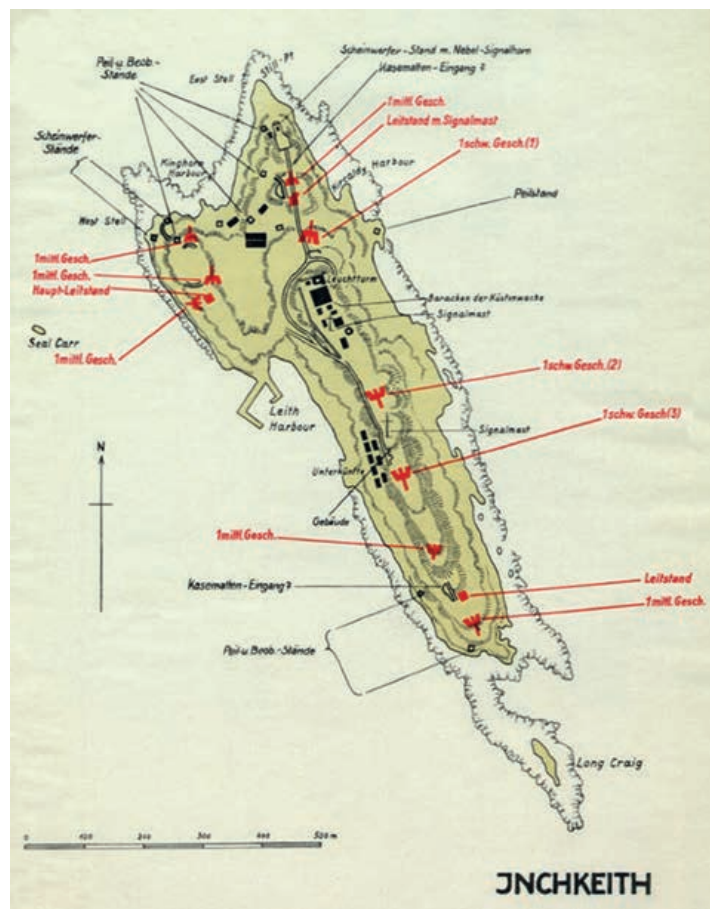 Scheinwerfer-Stand m. Nebel-Signalhorn
Peil u. Beob.-
Stände
East Stell
Still-Pt
Kasematten-Eingang?
1 mittl. Gesch.
Leitstand m. Signalmast
1 schw. Gesch. (1)
Scheinwerfer-
Stände
Kinghorn
Harbour
Harbour
Peilstand
West Stell
1 mittl. Gesch.
1 mittl. Gesch.
Haupt-Leitstand
Leuchtturm
Baracken der Küstenwache
Signalmast
Seal Carr
1 mittl. Gesch.
1 schw. Gesch. (2)
Leith
Harbour
1 schw. Gesch (3)
Signalmast
N
Unterkünfte
Gebäude
1 mittl. Gesch.
Kasematten-Eingang?
Leitstand
1 mittl. Gesch.
Peil u. Beob.-Stände
Long Craig
0 100 200 300 400 500 m
JNCHKEITH